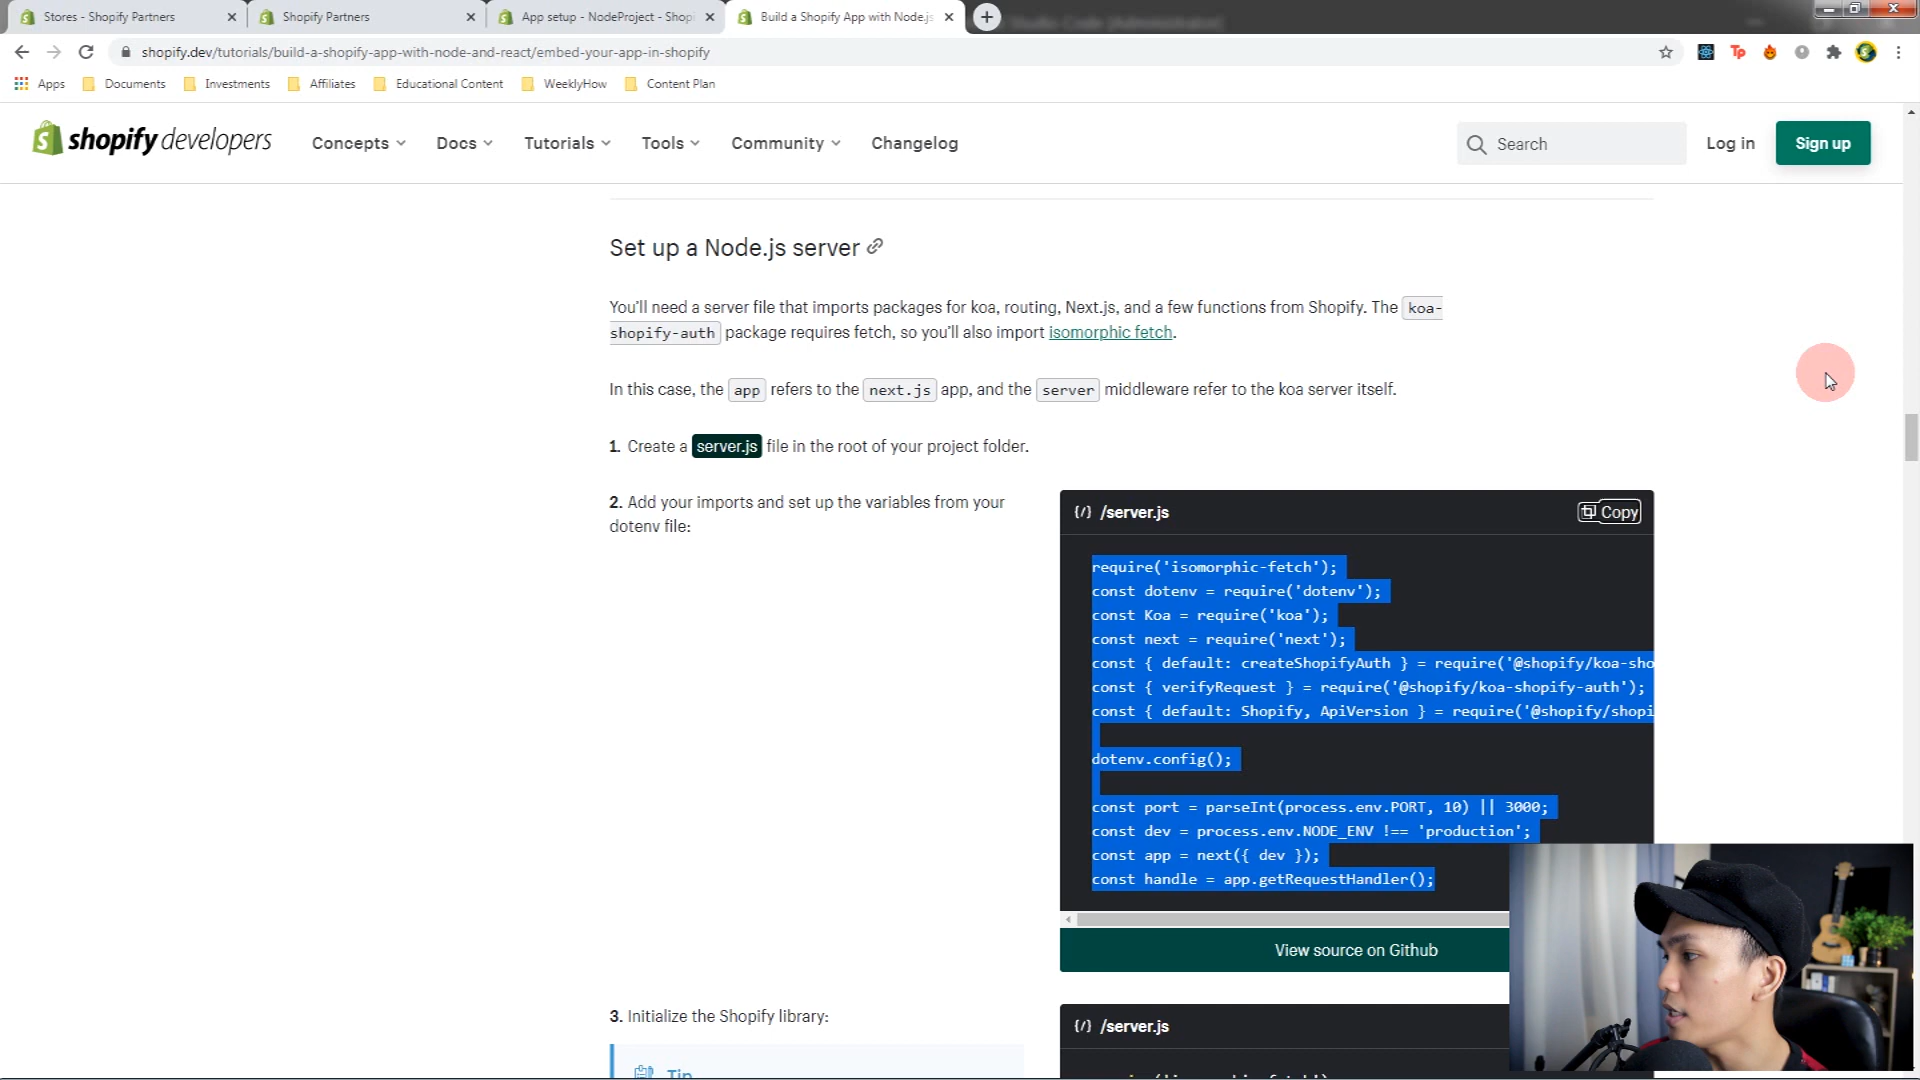 Stores - Shopify Partners
Shopify Partners
App setup - NodeProject - Shopi
Build a Shopify App with Node.js
shopify.dev/tutorials/build-a-shopify-app-with-node-and-react/embed-your-app-in-shopify
Apps
Documents
Investments
Affiliates
Educational Content
WeeklyHow
Content Plan
shopify developers
Concepts
Docs
Tutorials
Tools
Community
Changelog
Search
Log in
Sign up
Set up a Node.js server
You'll need a server file that imports packages for koa, routing, Next.js, and a few functions from Shopify. The koa-
shopify-auth package requires fetch, so you'll also import isomorphic fetch.
In this case, the app refers to the next.js app, and the server middleware refer to the koa server itself.
1. Create a server.js file in the root of your project folder.
2. Add your imports and set up the variables from your
dotenv file:
{/} /server.js
Copy
require('isomorphic-fetch');
const dotenv = require('dotenv');
const Koa = require('koa');
const next = require('next');
const { default: createShopifyAuth } = require('@shopify/koa-sho
const { verifyRequest } = require('@shopify/koa-shopify-auth');
const { default: Shopify, ApiVersion } = require('@shopify/shopi
dotenv.config();
const port = parseInt(process.env.PORT, 10) || 3000;
const dev = process.env.NODE_ENV !== 'production';
const app = next({ dev });
const handle = app.getRequestHandler();
View source on Github
3. Initialize the Shopify library:
{/} /server.js
Tip